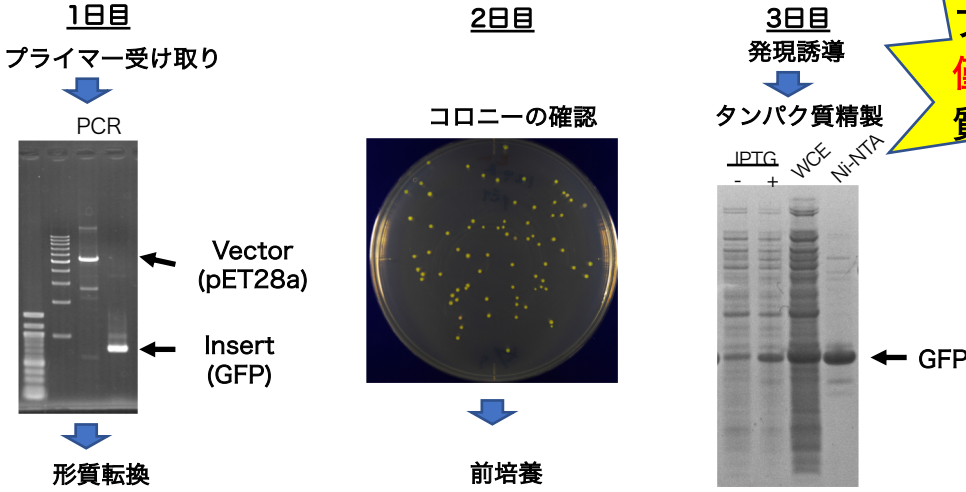 1日目
プライマー受け取り
PCR
Vector
(pET28a)
Insert
(GFP)
形質転換
2日目
コロニーの確認
前培養
3日目
発現誘導
タンパク質精製
IPTG
- +
WCE
Ni-NTA
GFP